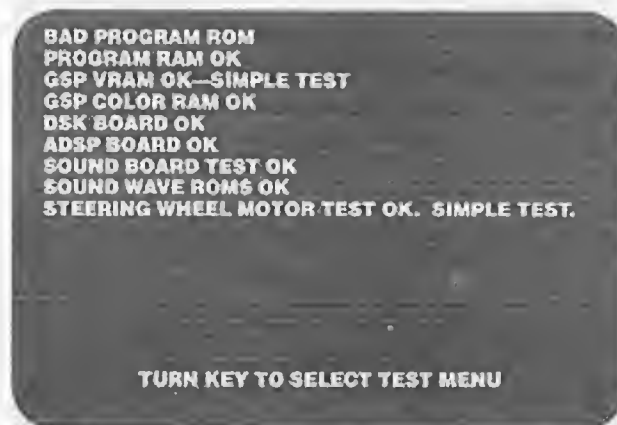 BAD PROGRAM ROM
PROGRAM RAM OK
GSP VRAM OK—SIMPLE TEST
GSP COLOR RAM OK
DSK BOARD OK
ADSP BOARD OK
SOUND BOARD TEST OK
SOUND WAVE ROMS OK
STEERING WHEEL MOTOR TEST OK. SIMPLE TEST.
TURN KEY TO SELECT TEST MENU